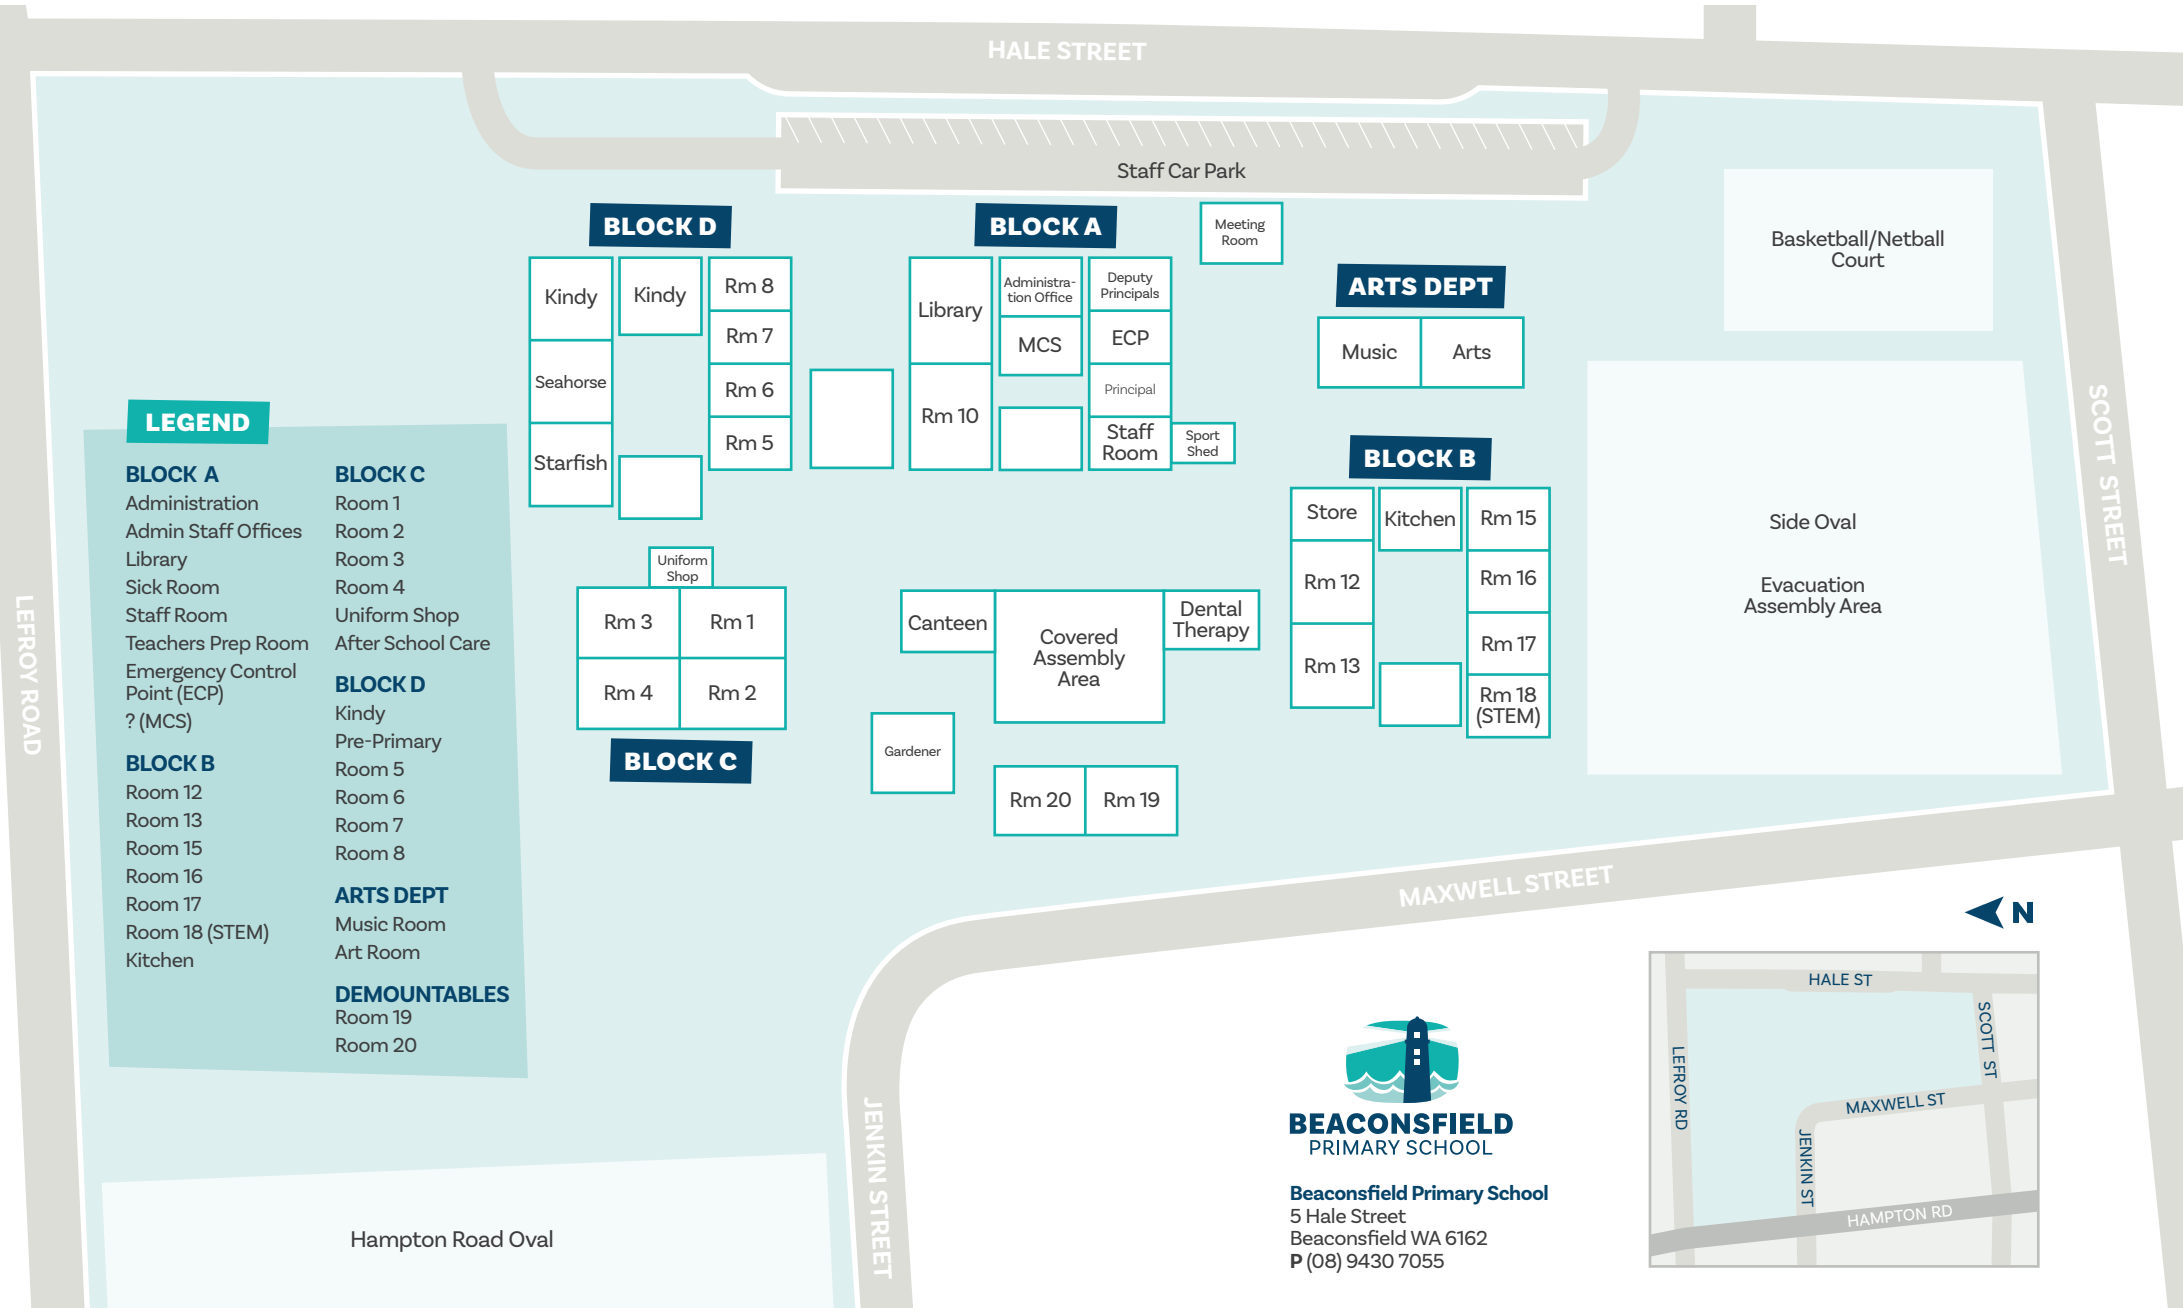 HALE STREET
Staff Car Park
BLOCK D
BLOCK A
Meeting
Room
ARTS DEPT
Basketball/Netball
Court
Kindy
Kindy
Rm 8
Rm 7
Rm 6
Rm 5
Seahorse
Starfish
Library
Rm 10
Administra-
tion Office
MCS
Deputy
Principals
ECP
Principal
Staff
Room
Sport
Shed
Music
Arts
BLOCK B
Store
Kitchen
Rm 15
Rm 12
Rm 16
Rm 13
Rm 17
Rm 18
(STEM)
Side Oval
Evacuation
Assembly Area
SCOTT STREET
LEFROY ROAD
LEGEND
BLOCK A
Administration
Admin Staff Offices
Library
Sick Room
Staff Room
Teachers Prep Room
Emergency Control
Point (ECP)
? (MCS)
BLOCK B
Room 12
Room 13
Room 15
Room 16
Room 17
Room 18 (STEM)
Kitchen
BLOCK C
Room 1
Room 2
Room 3
Room 4
Uniform Shop
After School Care
BLOCK D
Kindy
Pre-Primary
Room 5
Room 6
Room 7
Room 8
ARTS DEPT
Music Room
Art Room
DEMOUNTABLES
Room 19
Room 20
Uniform
Shop
Rm 3
Rm 1
Rm 4
Rm 2
BLOCK C
Canteen
Covered
Assembly
Area
Dental
Therapy
Gardener
Rm 20
Rm 19
MAXWELL STREET
JENKIN STREET
Hampton Road Oval
N
BEACONSFIELD
PRIMARY SCHOOL
Beaconsfield Primary School
5 Hale Street
Beaconsfield WA 6162
P (08) 9430 7055
HALE ST
SCOTT ST
LEFROY RD
MAXWELL ST
JENKIN ST
HAMPTON RD